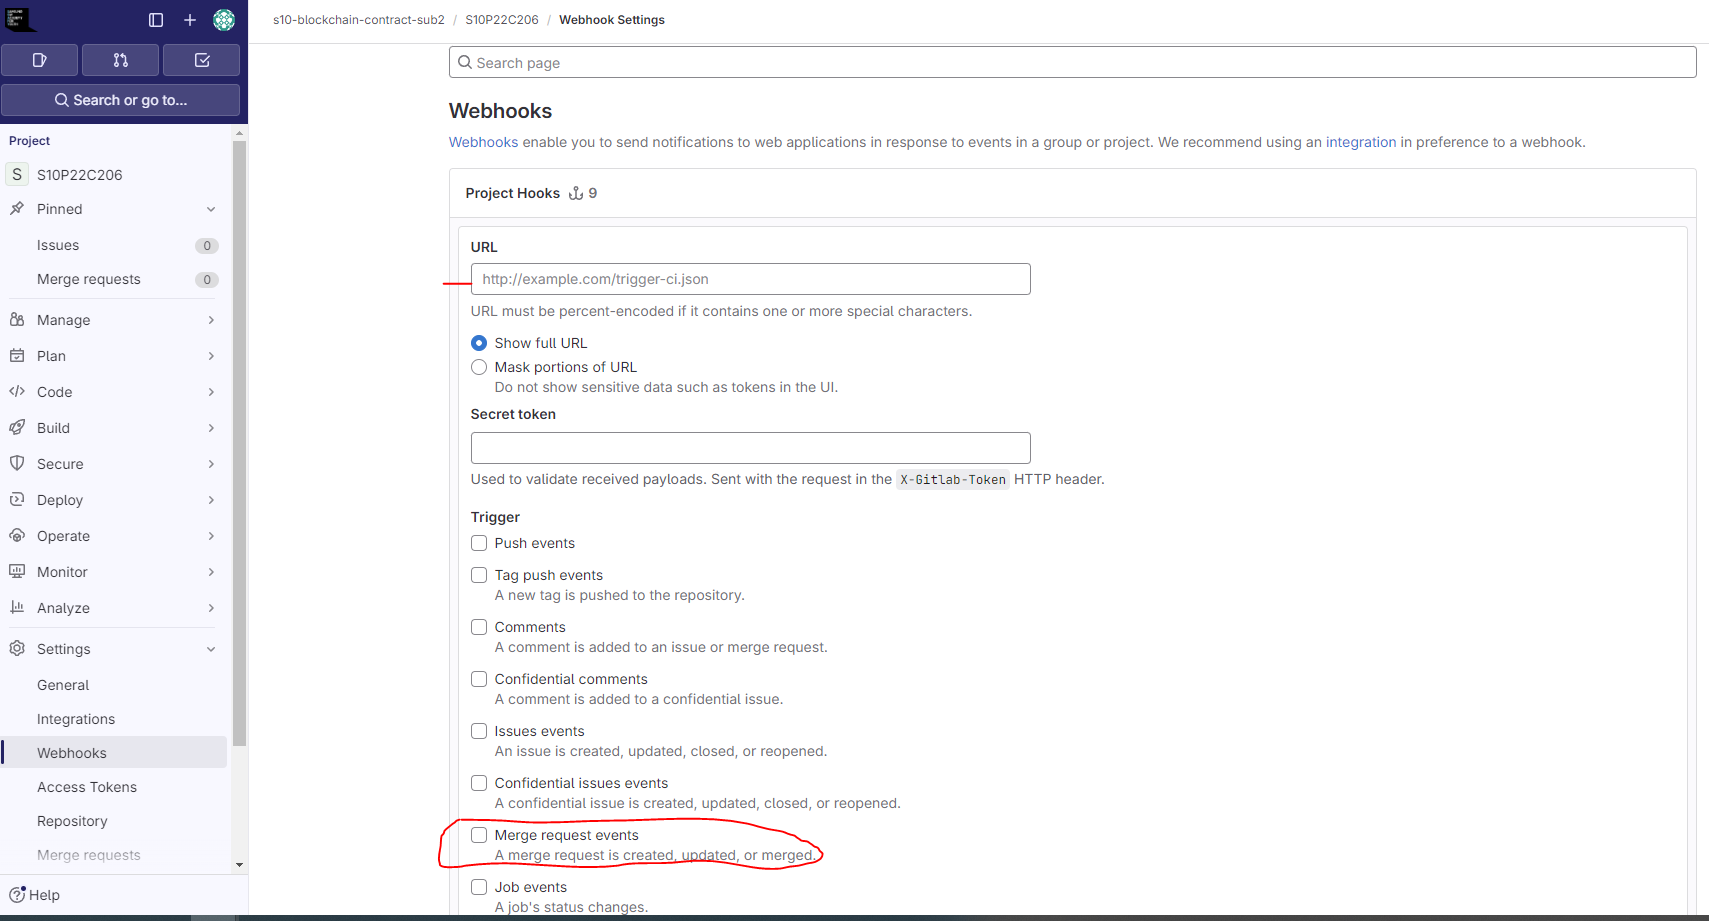 s10-blockchain-contract-sub2 / S10P22C206 / Webhook Settings
Search or go to...
Project
S S10P22C206
Pinned
Issues 0
Merge requests 0
Manage
Plan
Code
Build
Secure
Deploy
Operate
Monitor
Analyze
Settings
General
Integrations
Webhooks
Access Tokens
Repository
Merge requests
Help
Search page
Webhooks
Webhooks enable you to send notifications to web applications in response to events in a group or project. We recommend using an integration in preference to a webhook.
Project Hooks 9
URL
http://example.com/trigger-ci.json
URL must be percent-encoded if it contains one or more special characters.
Show full URL
Mask portions of URL
Do not show sensitive data such as tokens in the UI.
Secret token
Used to validate received payloads. Sent with the request in the X-Gitlab-Token HTTP header.
Trigger
Push events
Tag push events
A new tag is pushed to the repository.
Comments
A comment is added to an issue or merge request.
Confidential comments
A comment is added to a confidential issue.
Issues events
An issue is created, updated, closed, or reopened.
Confidential issues events
A confidential issue is created, updated, closed, or reopened.
Merge request events
A merge request is created, updated, or merged.
Job events
A job's status changes.